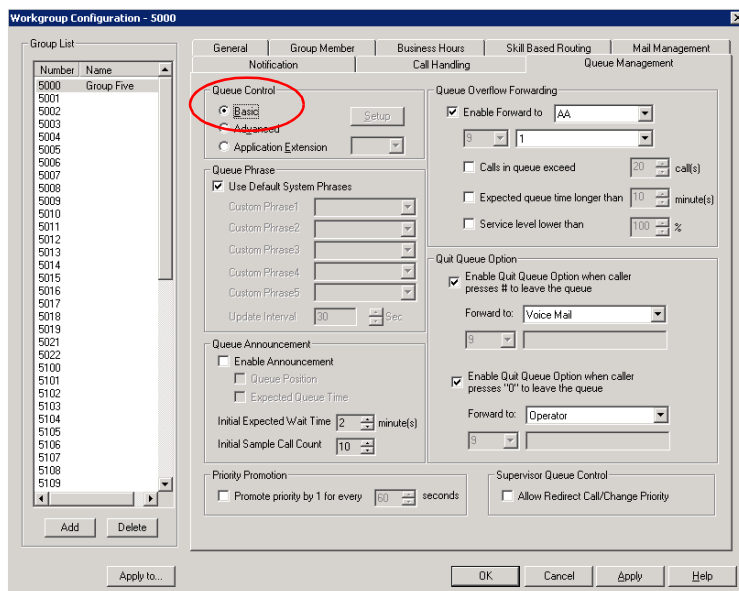 Workgroup Configuration - 5000
Group List
Number Name
5000 Group Five
5001
5002
5003
5004
5005
5006
5007
5008
5009
5010
5011
5012
5013
5014
5015
5016
5017
5018
5019
5021
5022
5100
5101
5102
5103
5104
5105
5106
5107
5108
5109
Add Delete
Apply to...
General Group Member Business Hours Skill Based Routing Mail Management
Notification Call Handling Queue Management
Queue Control
Basic Setup
Advanced
Application Extension
Queue Phrase
Use Default System Phrases
Custom Phrase1
Custom Phrase2
Custom Phrase3
Custom Phrase4
Custom Phrase5
Update Interval 30 Sec
Queue Announcement
Enable Announcement
Queue Position
Expected Queue Time
Initial Expected Wait Time 2 minute(s)
Initial Sample Call Count 10
Priority Promotion
Promote priority by 1 for every 60 seconds
Queue Overflow Forwarding
Enable Forward to AA
9 1
Calls in queue exceed 20 call(s)
Expected queue time longer than 10 minute(s)
Service level lower than 100 %
Quit Queue Option
Enable Quit Queue Option when caller
presses # to leave the queue
Forward to: Voice Mail
9
Enable Quit Queue Option when caller
presses "0" to leave the queue
Forward to: Operator
9
Supervisor Queue Control
Allow Redirect Call/Change Priority
OK Cancel Apply Help